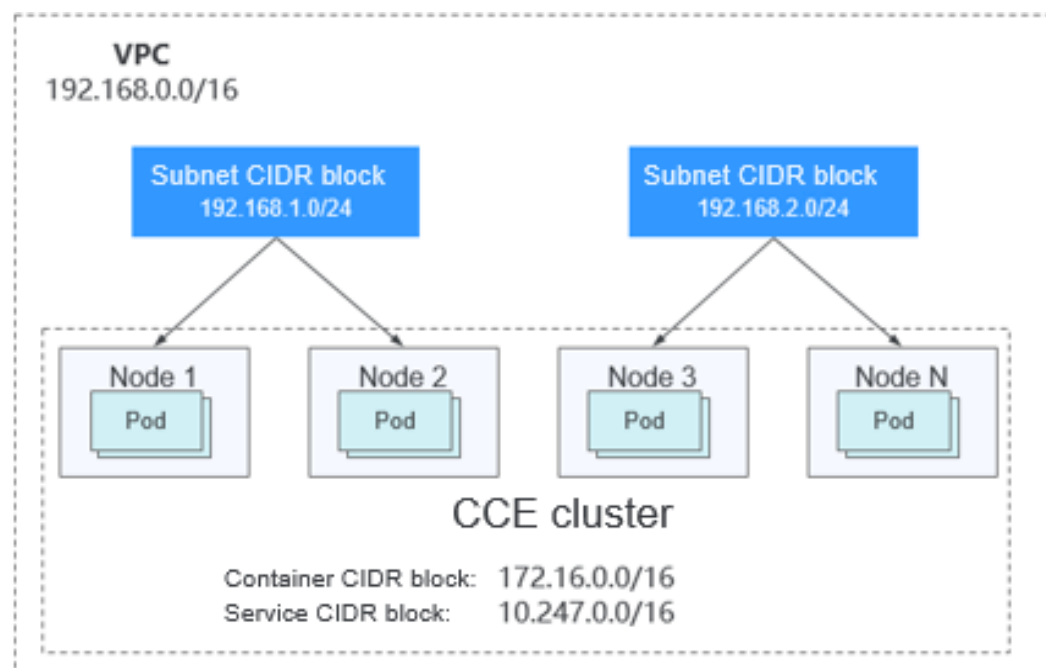 VPC
192.168.0.0/16
Subnet CIDR block
192.168.1.0/24
Subnet CIDR block
192.168.2.0/24
Node 1
Pod
Node 2
Pod
Node 3
Pod
Node N
Pod
CCE cluster
Container CIDR block: 172.16.0.0/16
Service CIDR block: 10.247.0.0/16